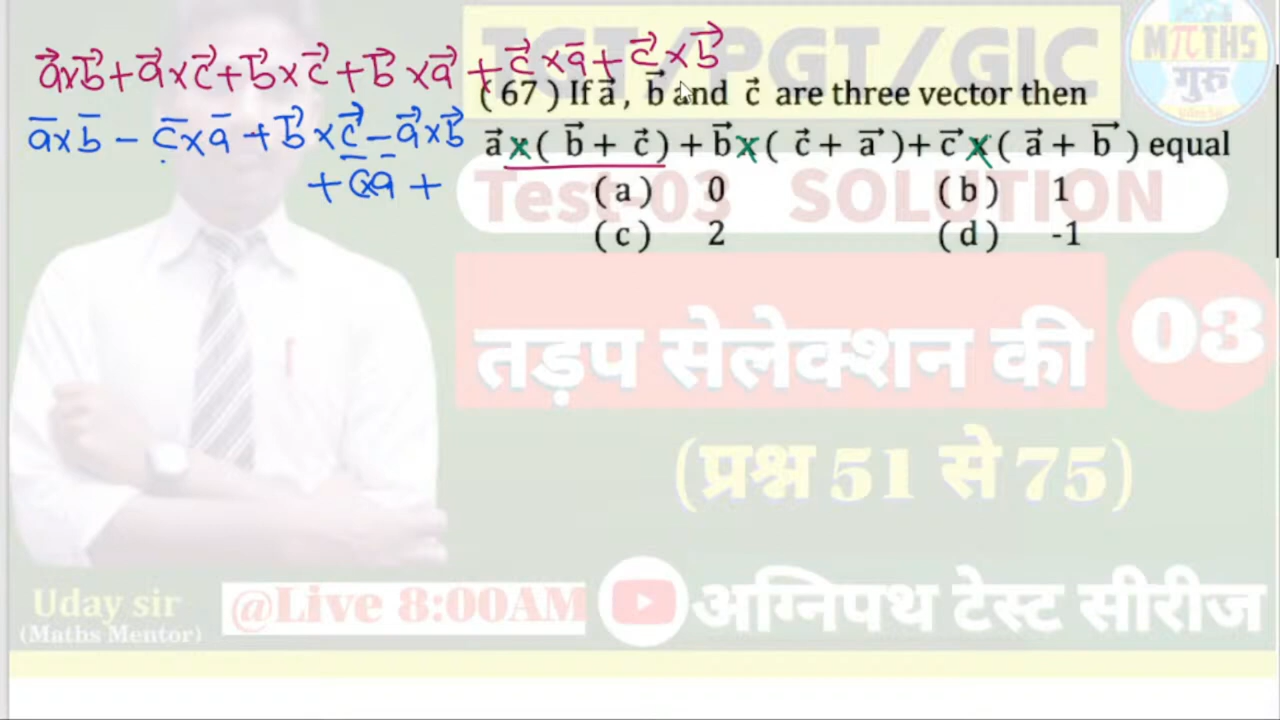 TGT/PGT/GIC
MπTHS
गुरु
a⃗×b⃗+a⃗×c⃗+b⃗×c⃗+b⃗×a⃗+c⃗×a̅+c⃗×b⃗
(67) If a⃗, b⃗ and c⃗ are three vector then
a̅×b̅ − c̅×a̅ + b⃗×c⃗ − a⃗×b⃗
a⃗×(b⃗+c⃗)+b⃗×(c⃗+a⃗)+c⃗×(a⃗+b⃗) equal
+ c̅×a̅ +
(a) 0 (b) 1
Test-03 SOLUTION
(c) 2 (d) -1
तड़प सेलेक्शन की 03
(प्रश्न 51 से 75)
Uday sir @Live 8:00AM अग्निपथ टेस्ट सीरीज
(Maths Mentor)